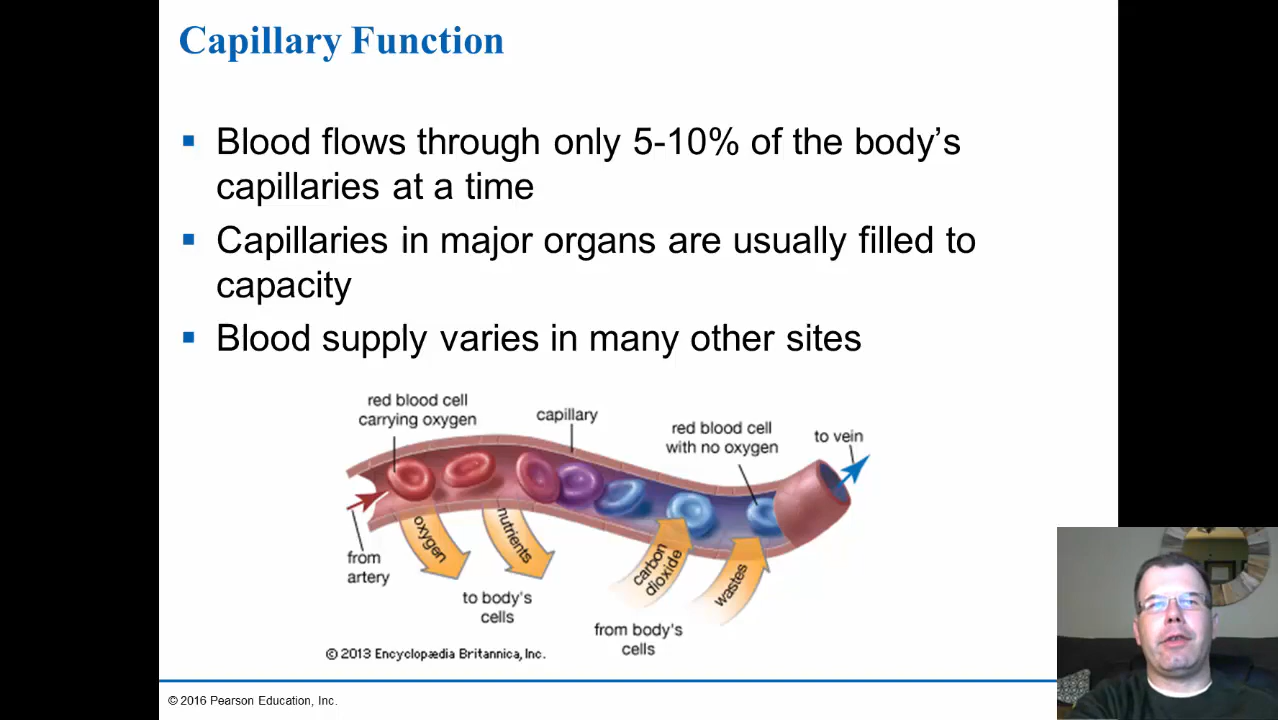 Capillary Function
▪ Blood flows through only 5-10% of the body’s
capillaries at a time
▪ Capillaries in major organs are usually filled to
capacity
▪ Blood supply varies in many other sites
red blood cell
carrying oxygen
capillary
red blood cell
with no oxygen
to vein
from
artery
oxygen
nutrients
to body's
cells
carbon
dioxide
wastes
from body's
cells
© 2013 Encyclopædia Britannica, Inc.
© 2016 Pearson Education, Inc.